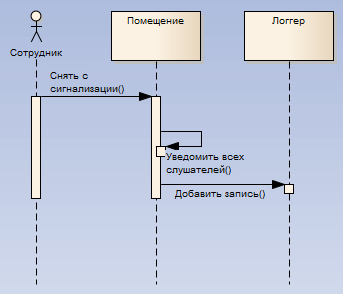 Помещение
Логгер
Сотрудник
Снять с
сигнализации()
Уведомить всех
слушателей()
Добавить запись()